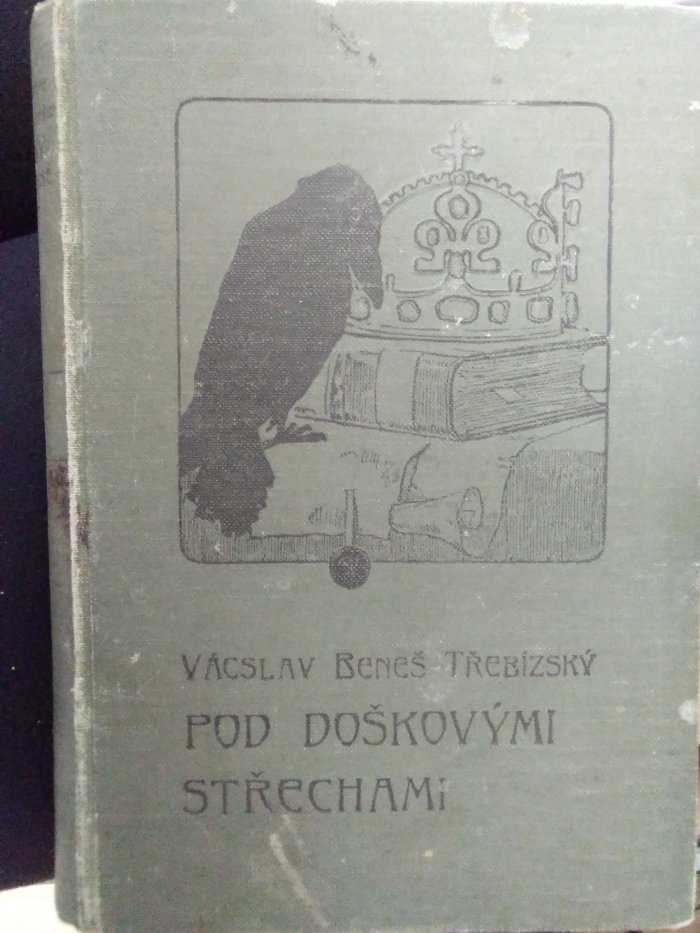 VÁCSLAV BENEŠ TŘEBÍZSKÝ
POD DOŠKOVÝMI
STŘECHAMI